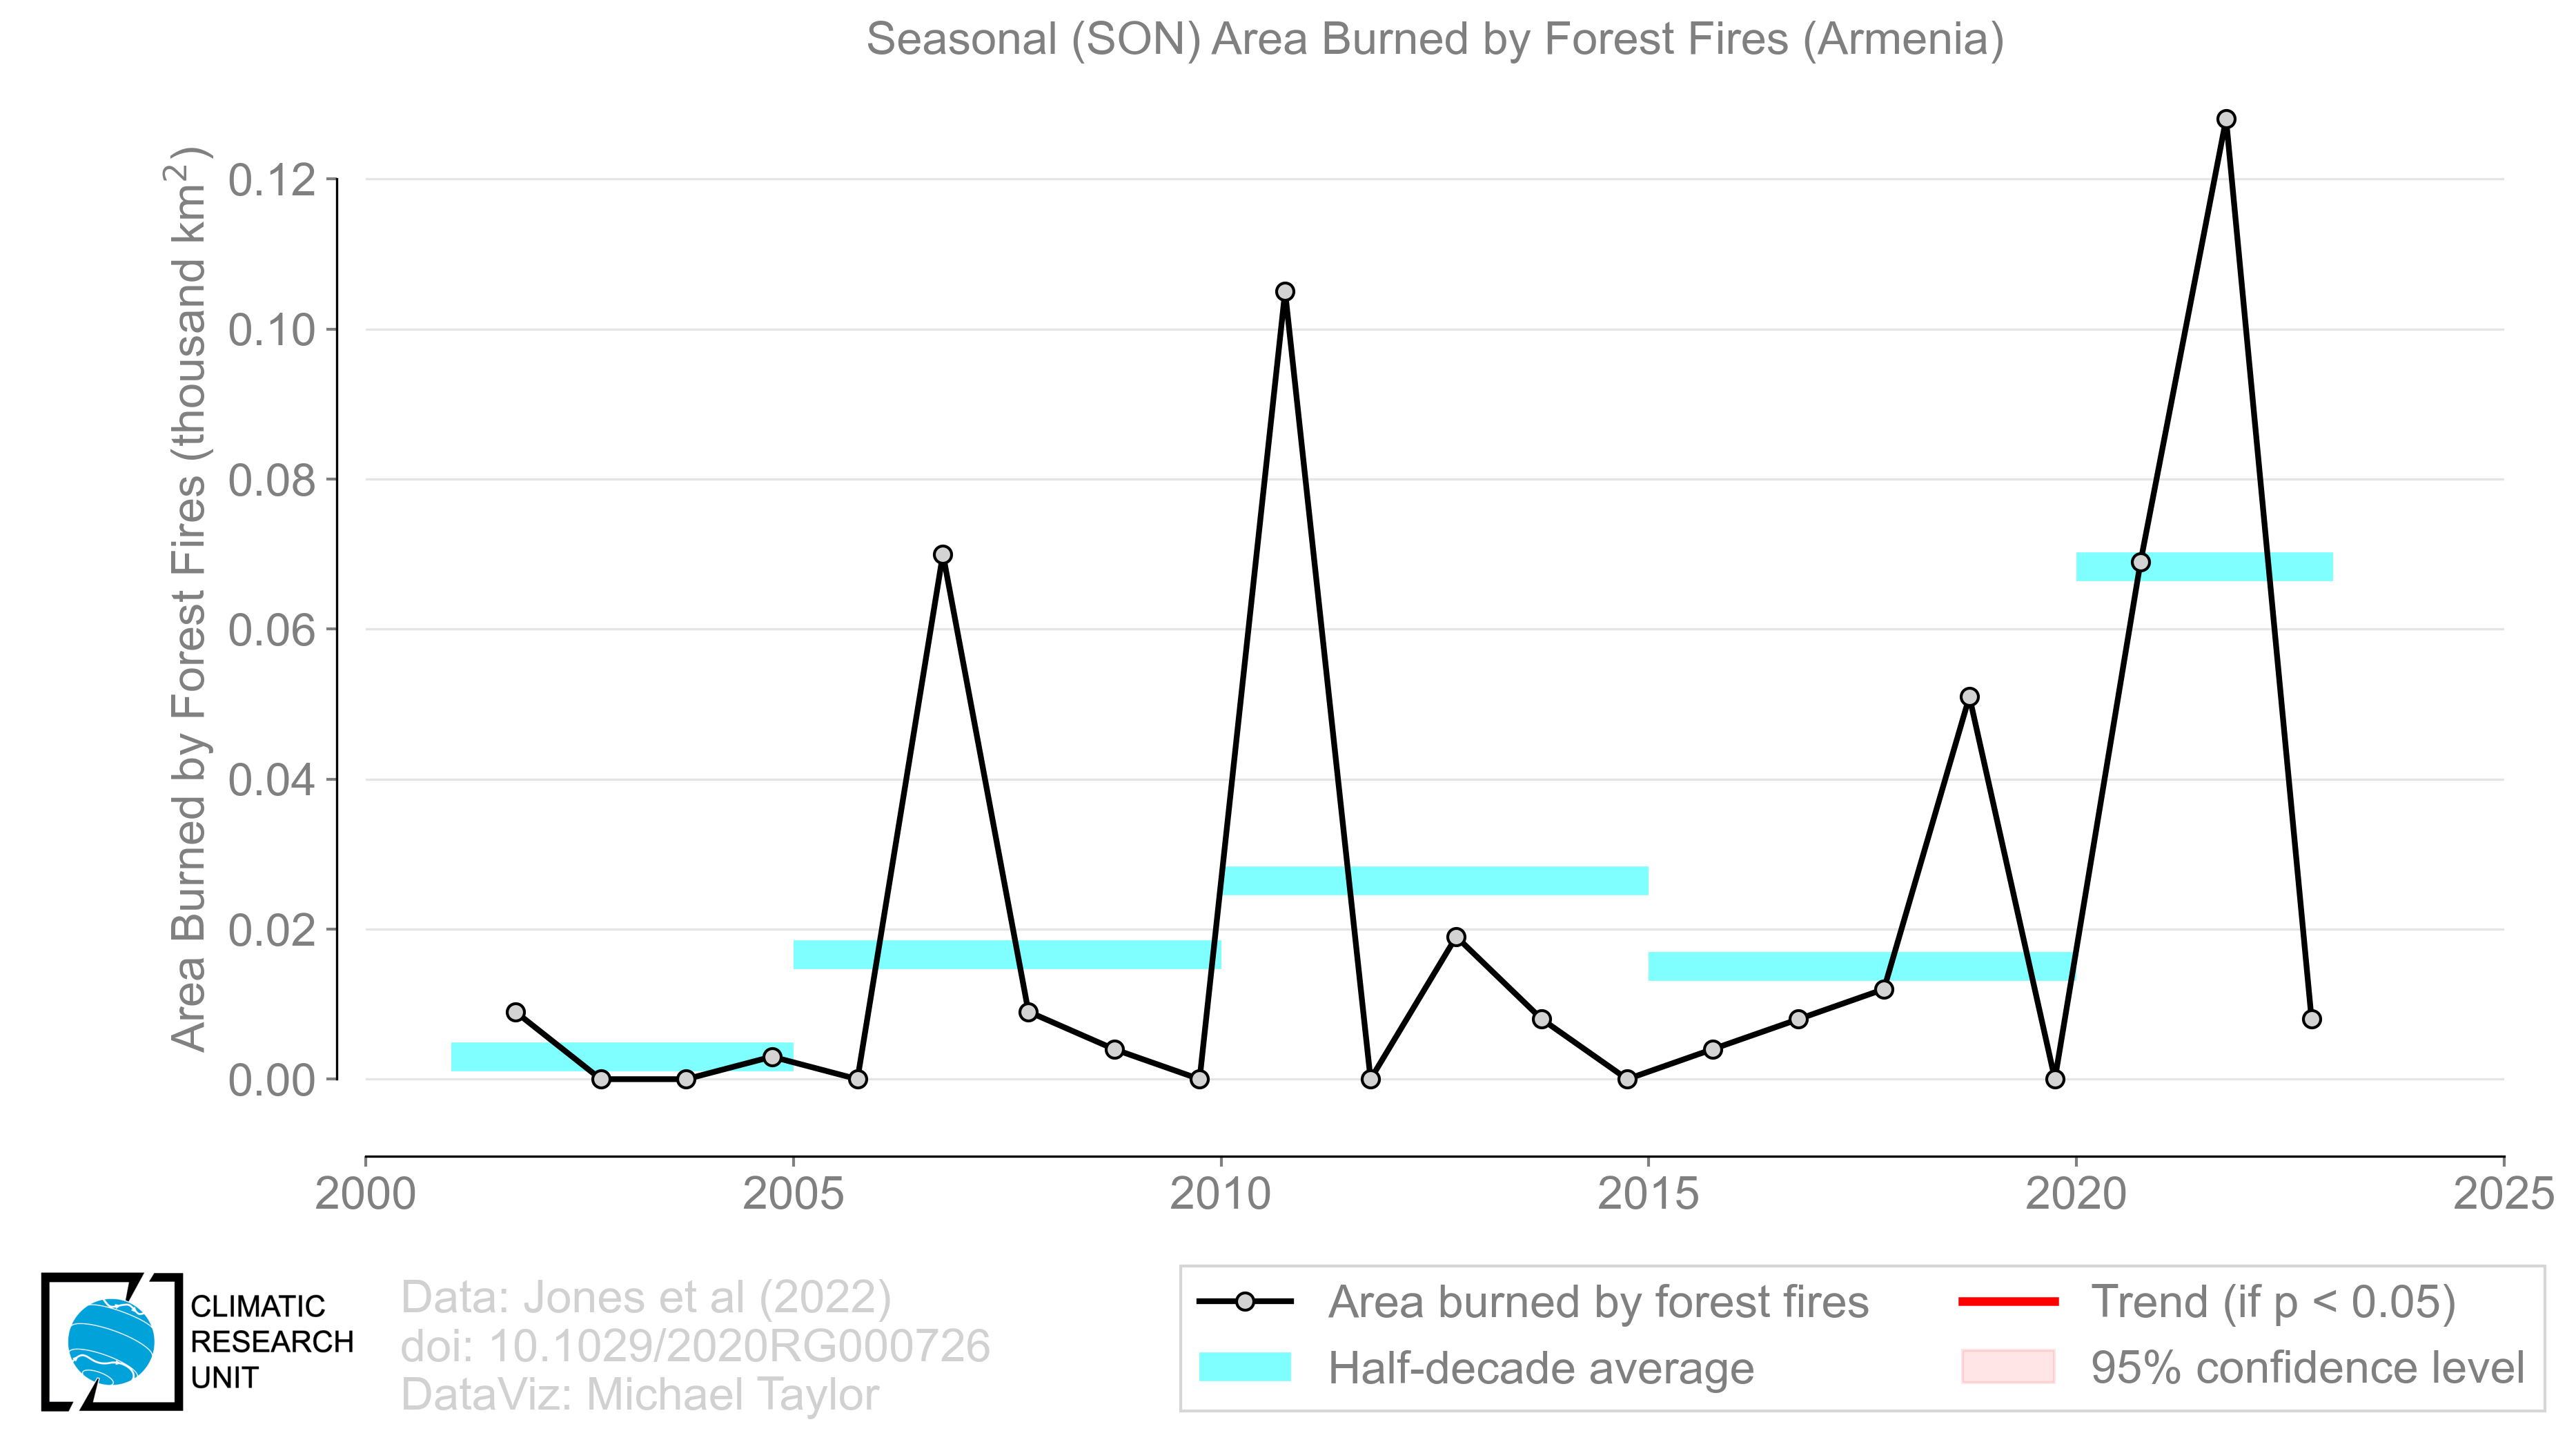 Seasonal (SON) Area Burned by Forest Fires (Armenia)
Area Burned by Forest Fires (thousand km²)
0.12
0.10
0.08
0.06
0.04
0.02
0.00
2000
2005
2010
2015
2020
2025
CLIMATIC
RESEARCH
UNIT
Data: Jones et al (2022)
doi: 10.1029/2020RG000726
DataViz: Michael Taylor
Area burned by forest fires
Half-decade average
Trend (if p < 0.05)
95% confidence level